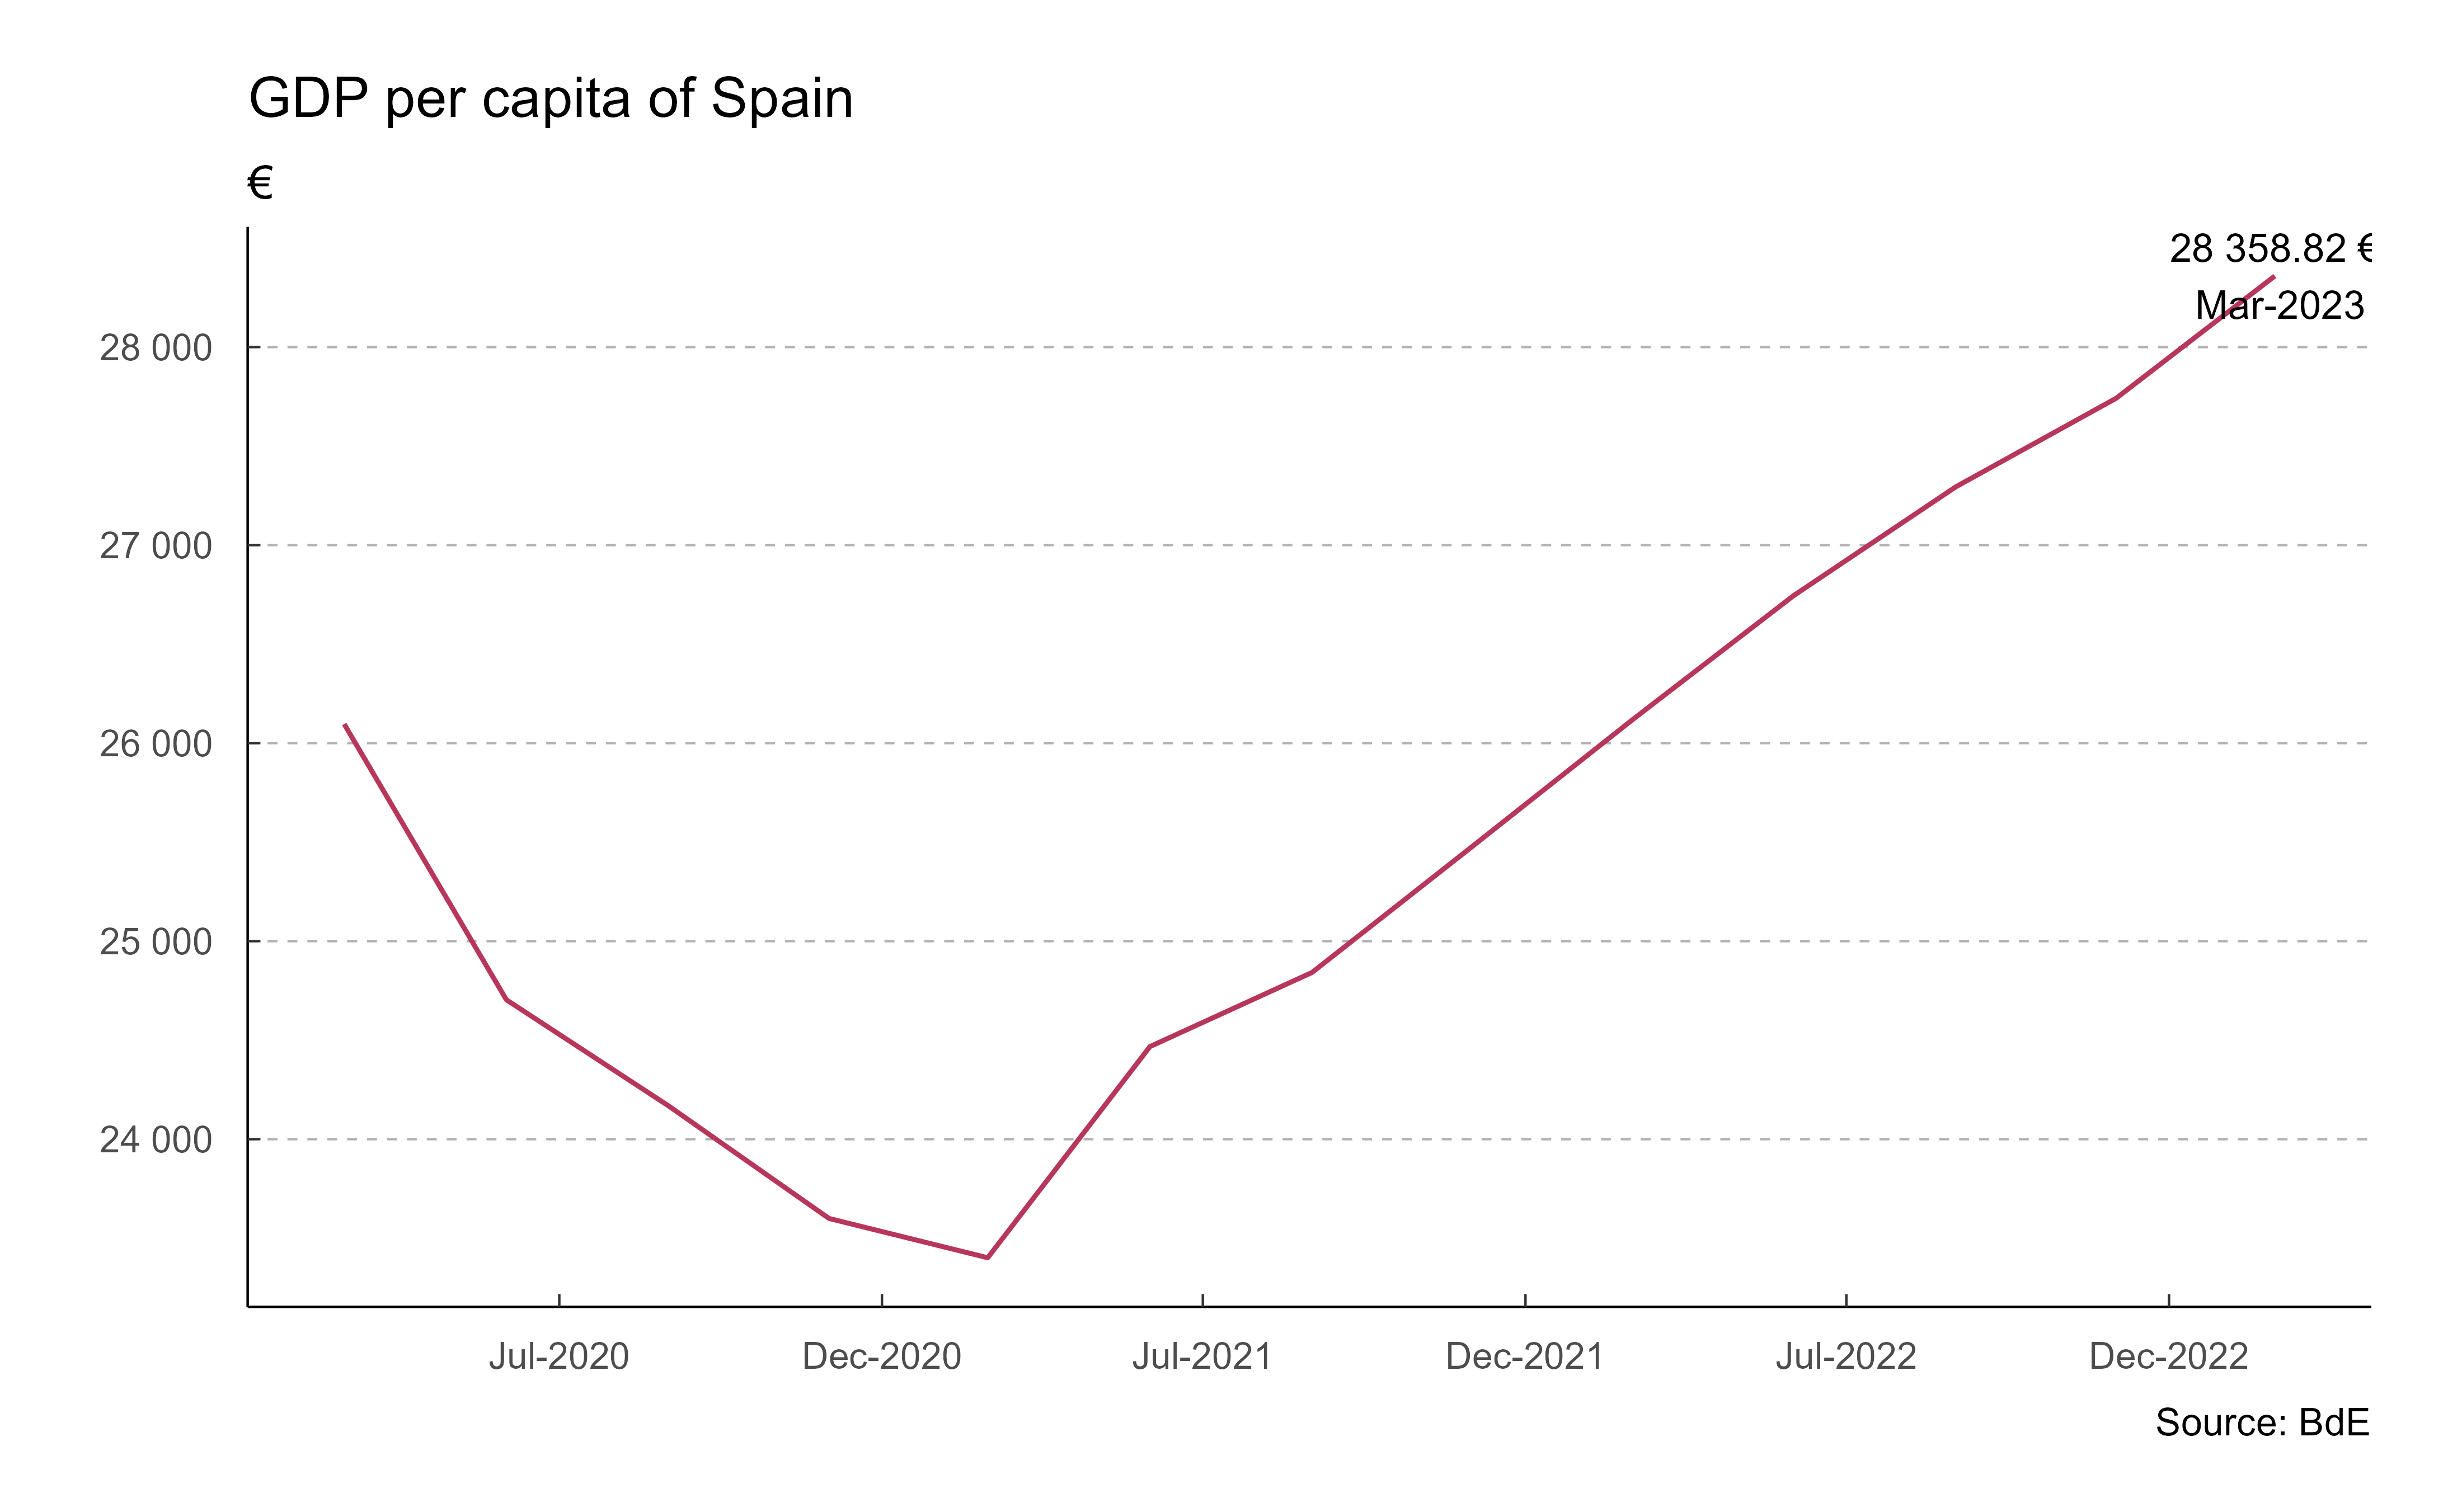 GDP per capita of Spain
€
28 358.82 €
Mar-2023
28 000
27 000
26 000
25 000
24 000
Jul-2020 Dec-2020 Jul-2021 Dec-2021 Jul-2022 Dec-2022
Source: BdE